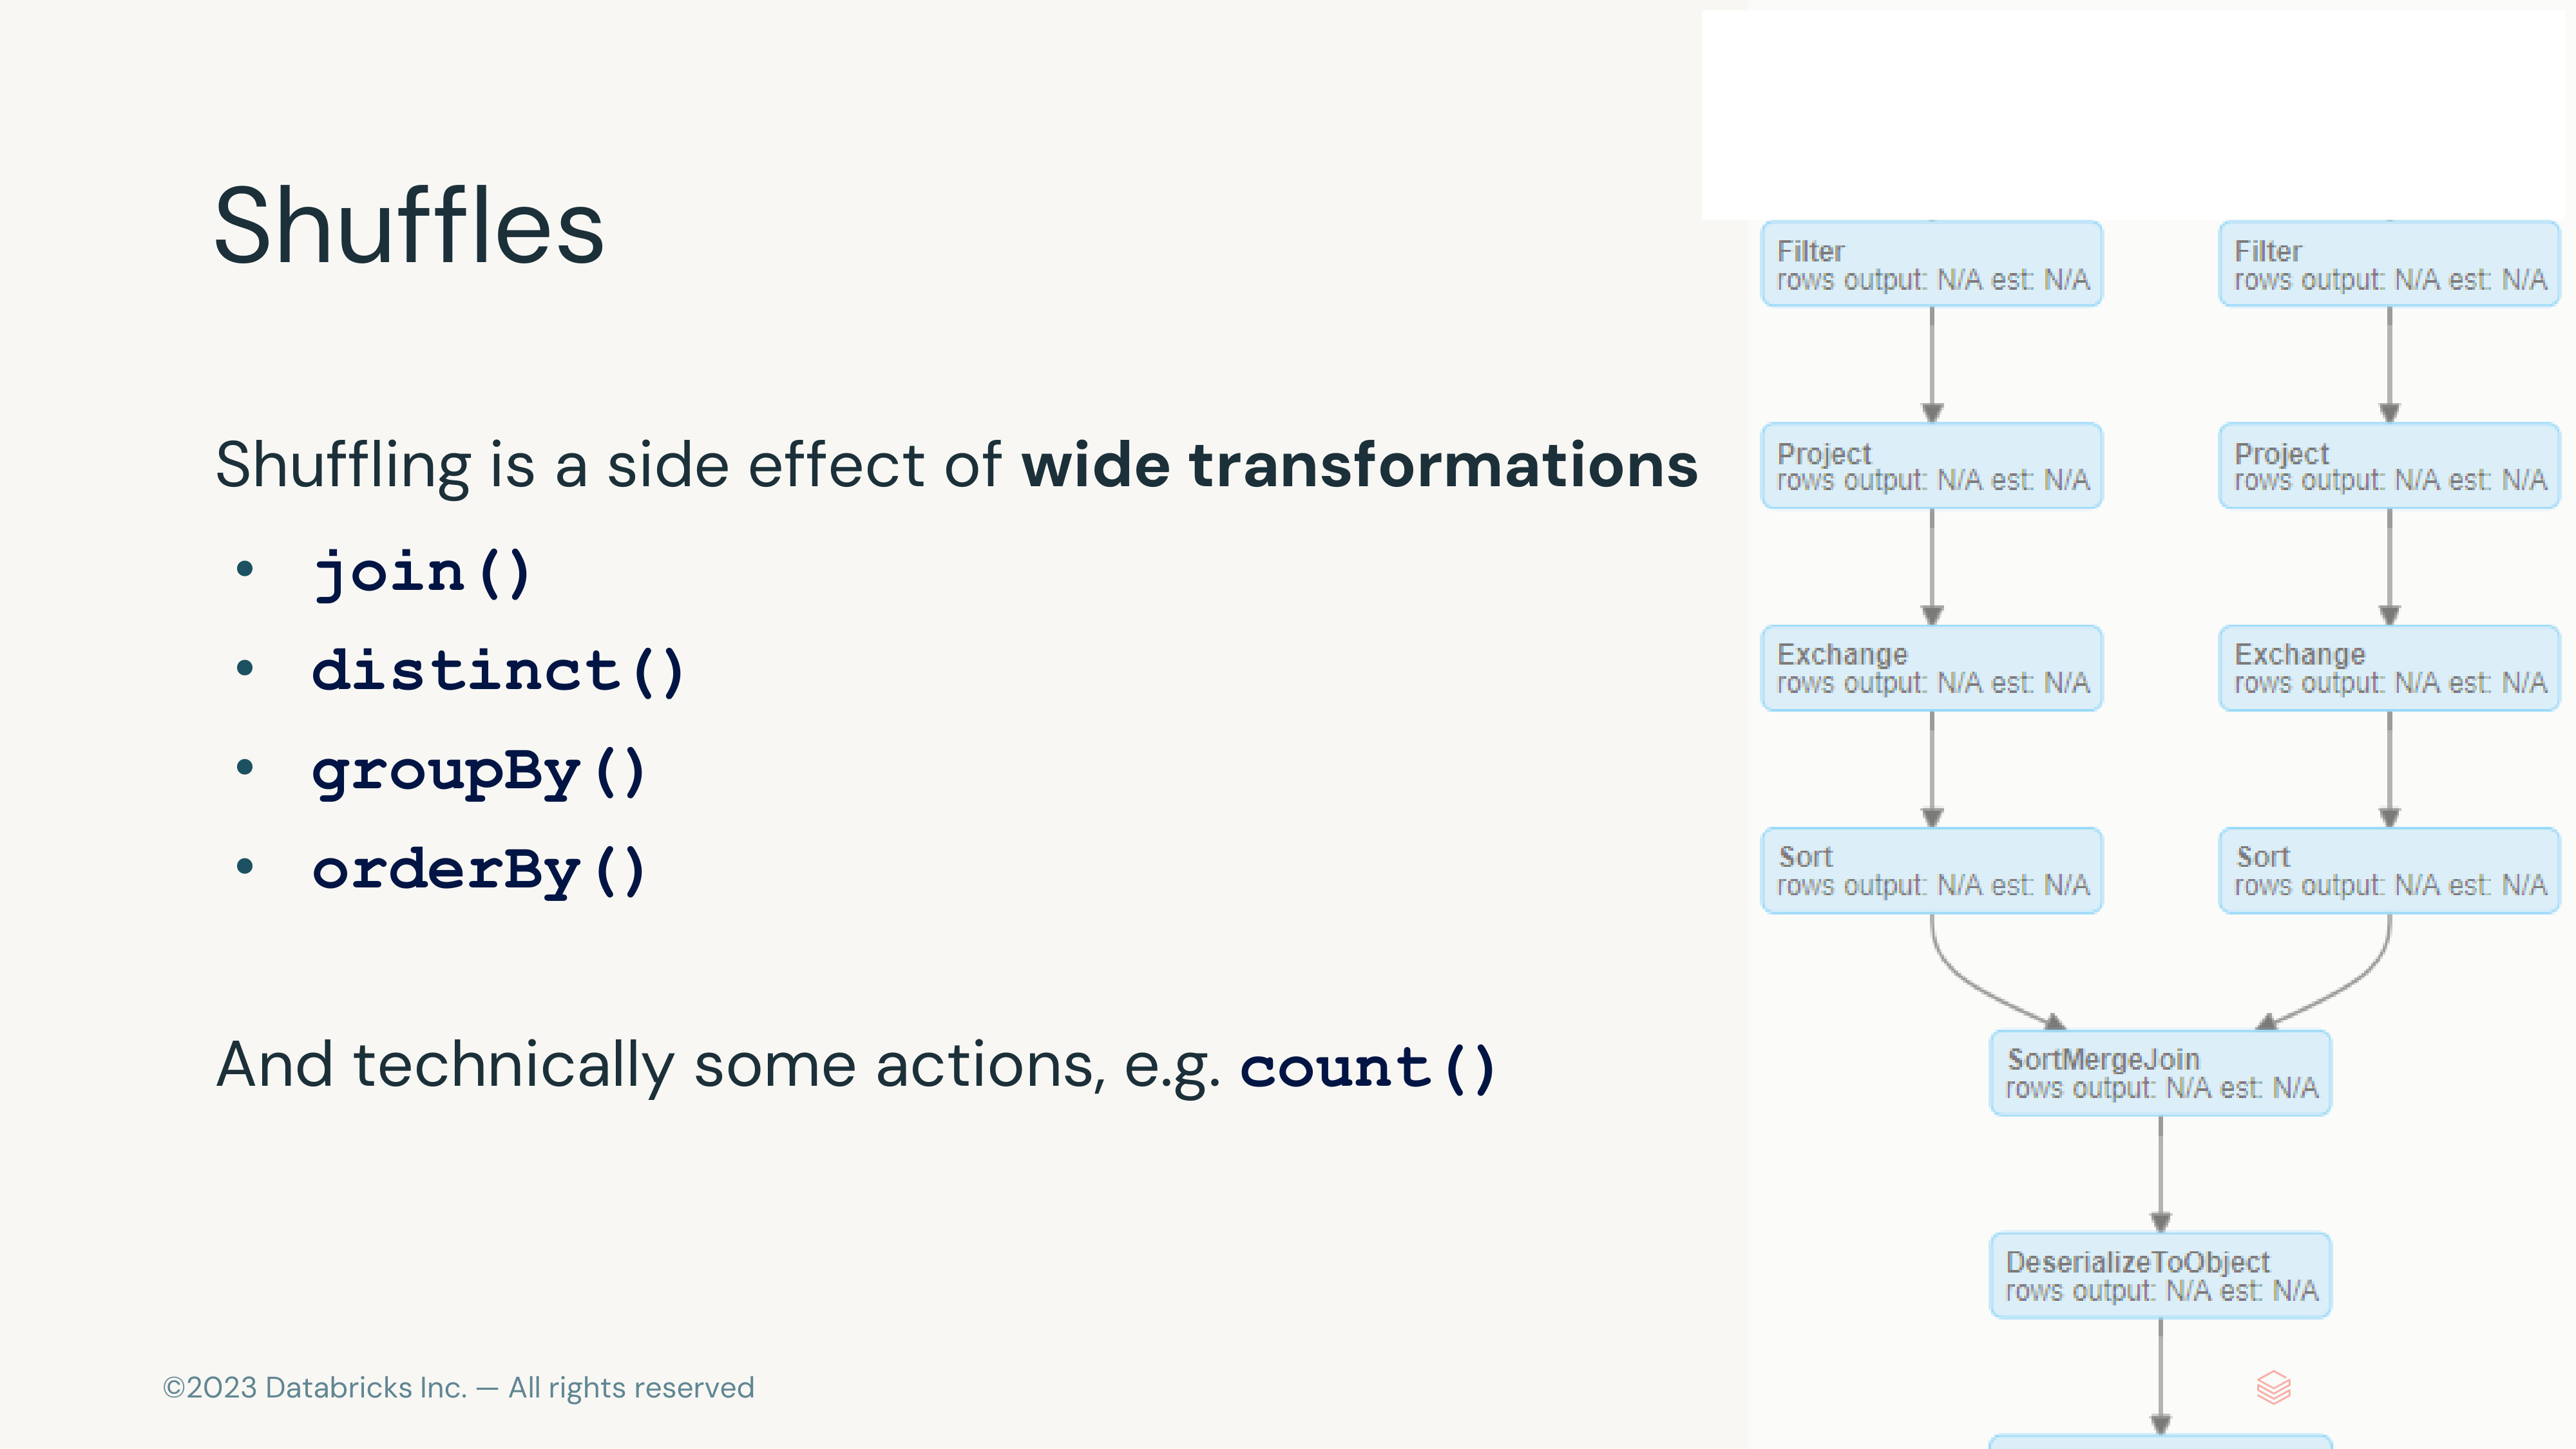 Shuffles
Shuffling is a side effect of wide transformations
• join()
• distinct()
• groupBy()
• orderBy()
And technically some actions, e.g. count()
Filter
rows output: N/A est: N/A
Filter
rows output: N/A est: N/A
Project
rows output: N/A est: N/A
Project
rows output: N/A est: N/A
Exchange
rows output: N/A est: N/A
Exchange
rows output: N/A est: N/A
Sort
rows output: N/A est: N/A
Sort
rows output: N/A est: N/A
SortMergeJoin
rows output: N/A est: N/A
DeserializeToObject
rows output: N/A est: N/A
©2023 Databricks Inc. — All rights reserved